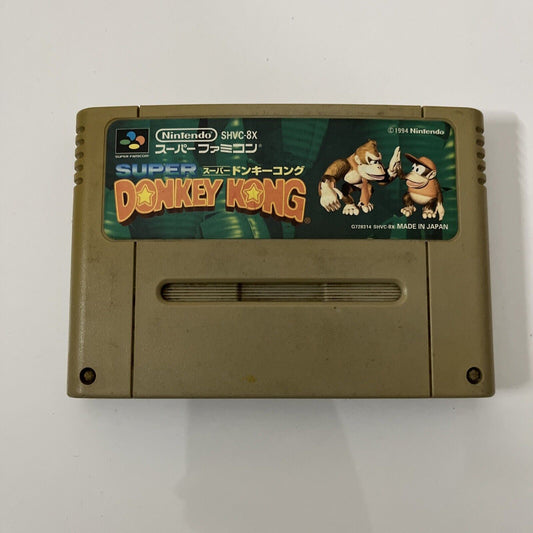 Nintendo SHVC-8X
© 1994 Nintendo
SUPER FAMICOM
スーパーファミコン
SUPER スーパードンキーコング
DONKEY KONG®
G728314 SHVC-8X MADE IN JAPAN